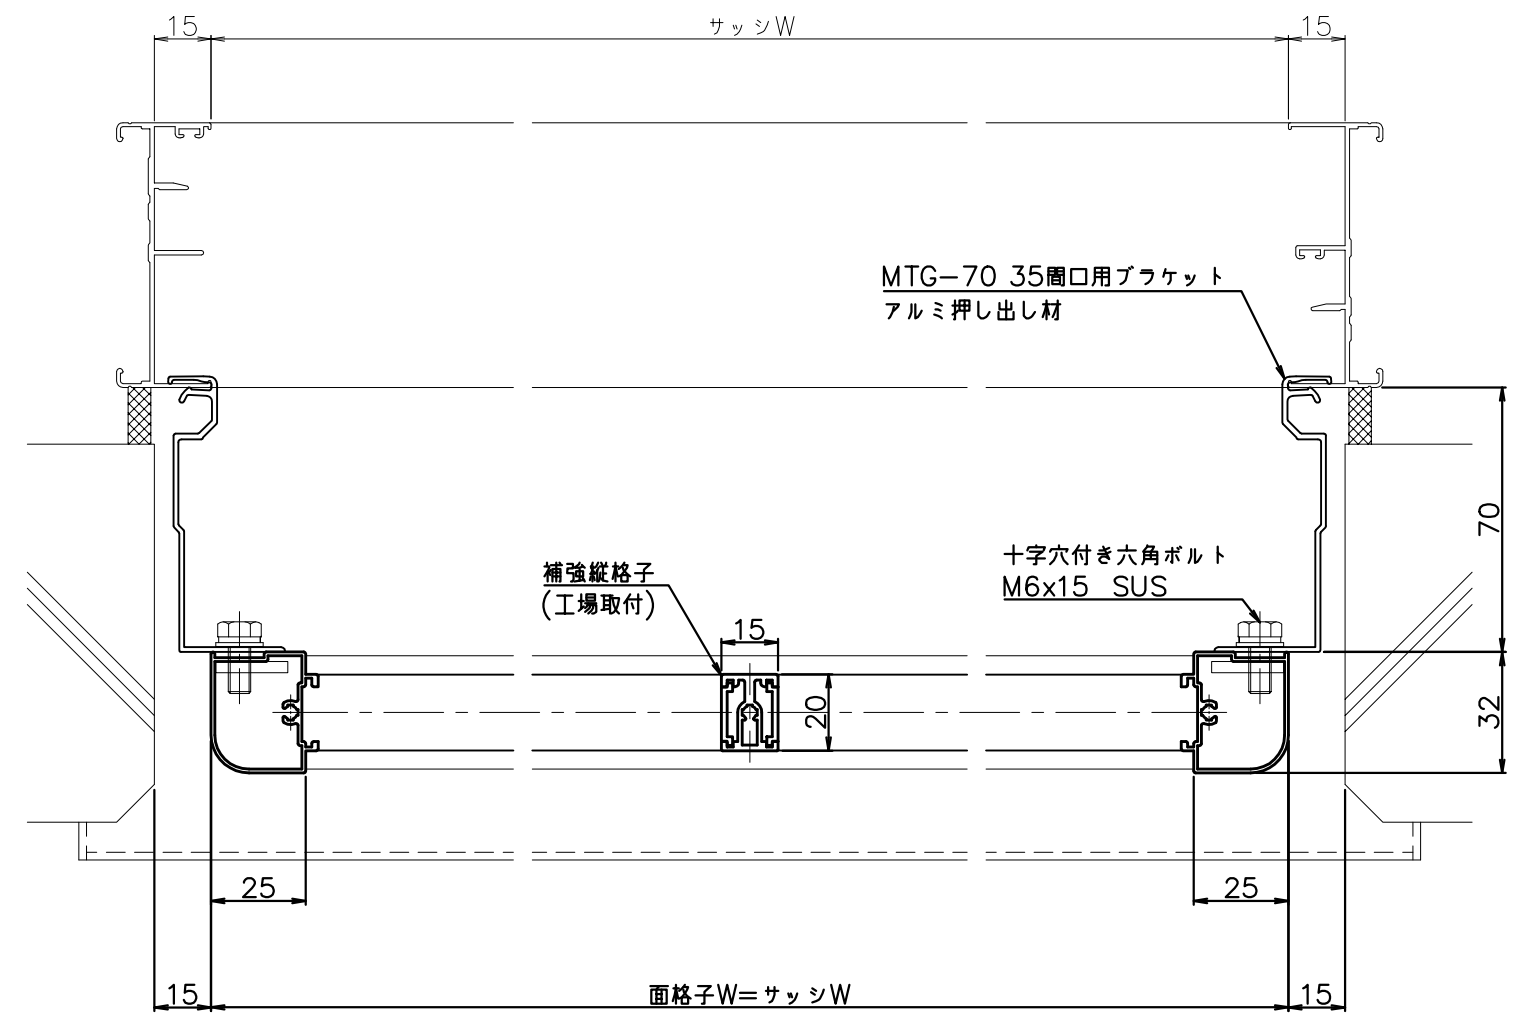 15
サッシW
15
MTG-70 35間口用ブラケット
アルミ押し出し材
70
十字穴付き六角ボルト
M6x15 SUS
補強縦格子
(工場取付)
15
20
32
25
25
15
面格子W=サッシW
15